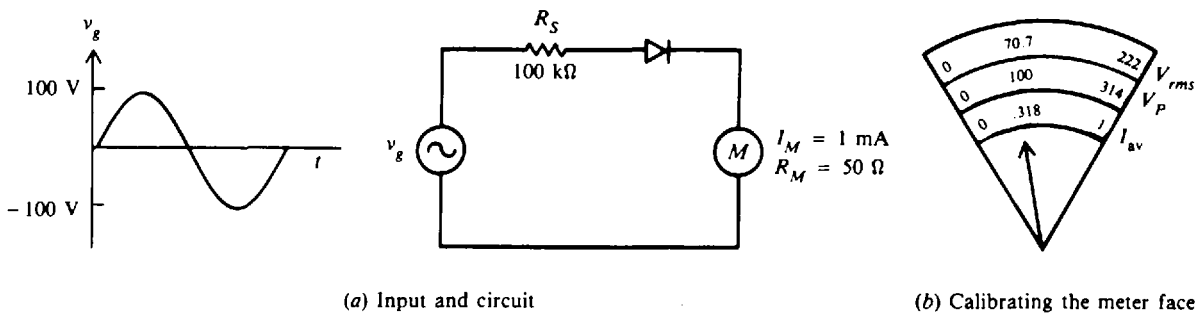 v_g
100 V
− 100 V
t
R_S
100 kΩ
v_g
M
I_M = 1 mA
R_M = 50 Ω
0 70.7 222 V_rms
0 100 314 V_P
0 .318 1 I_av
(a) Input and circuit
(b) Calibrating the meter face